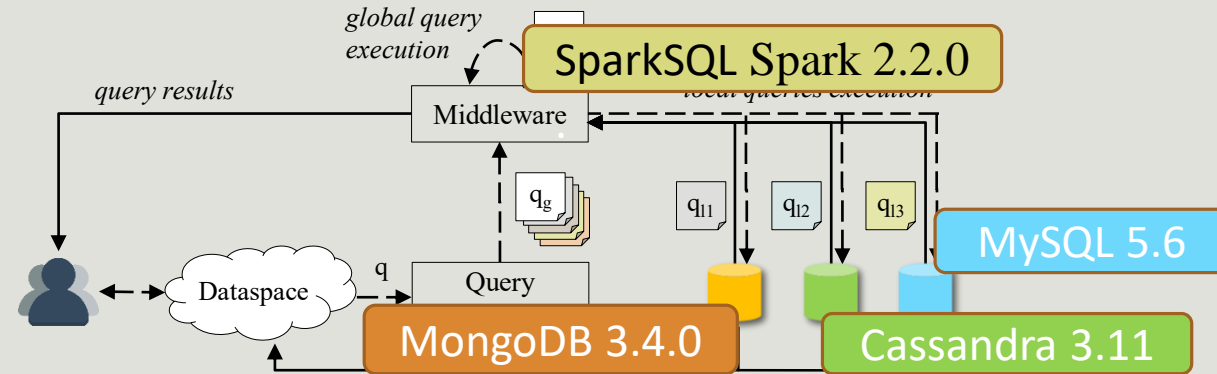 global query
execution
SparkSQL Spark 2.2.0
query results
local queries execution
Middleware
qg
ql1
ql2
ql3
MySQL 5.6
q
Dataspace
Query
MongoDB 3.4.0
Cassandra 3.11